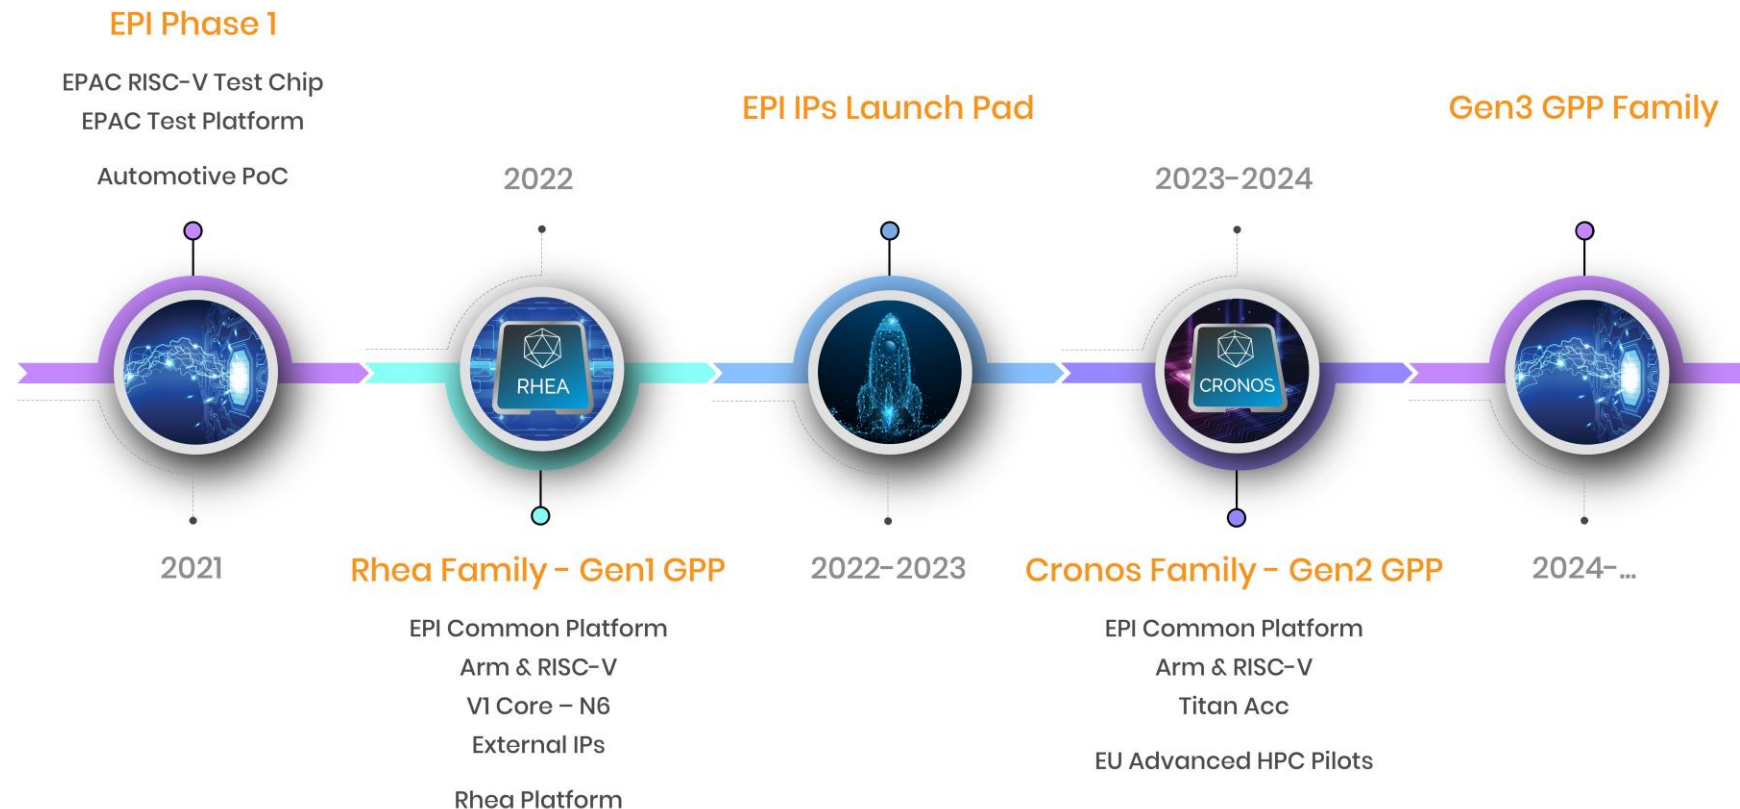 EPI Phase 1
EPAC RISC-V Test Chip
EPAC Test Platform
Automotive PoC
2021
2022
RHEA
Rhea Family - Gen1 GPP
EPI Common Platform
Arm & RISC-V
V1 Core – N6
External IPs
Rhea Platform
EPI IPs Launch Pad
2022-2023
2023-2024
CRONOS
Cronos Family - Gen2 GPP
EPI Common Platform
Arm & RISC-V
Titan Acc
EU Advanced HPC Pilots
Gen3 GPP Family
2024-...